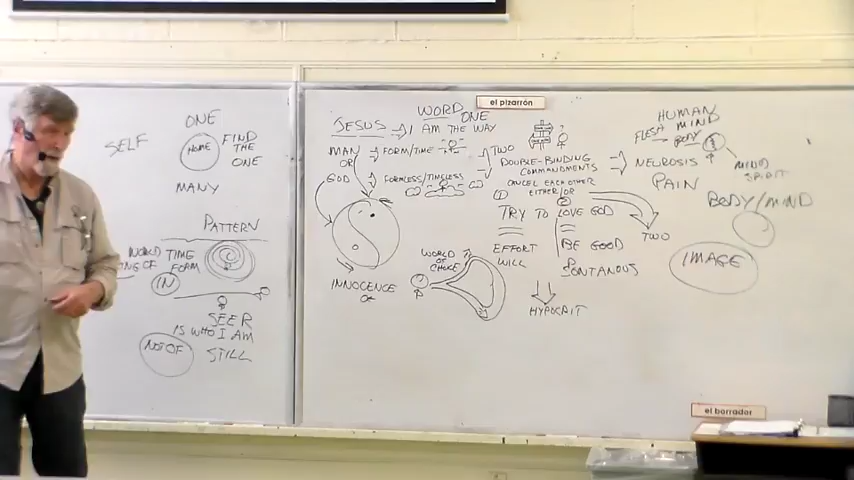 ONE
SELF
HOME
FIND
THE
ONE
MANY
PATTERN
WORLD
TIME
FORM
IN
SEER
IS WHO I AM
NOT OF
STILL
el pizarrón
WORD
JESUS → I AM THE WAY
ONE
MAN → FORM/TIME
OR
GOD → FORMLESS/TIMELESS
INNOCENCE
OF
WORLD
OF
TWO
DOUBLE-BINDING
COMMANDMENTS
CANCEL EACH OTHER
EITHER/OR
① ②
TRY TO LOVE GOD
EFFORT
WILL
BE GOOD
SPONTANOUS
HYPOCRIT
TWO
HUMAN
MIND
FLESH
BODY
NEUROSIS
PAIN
MIND
SPIRIT
BODY/MIND
IMAGE
el borrador